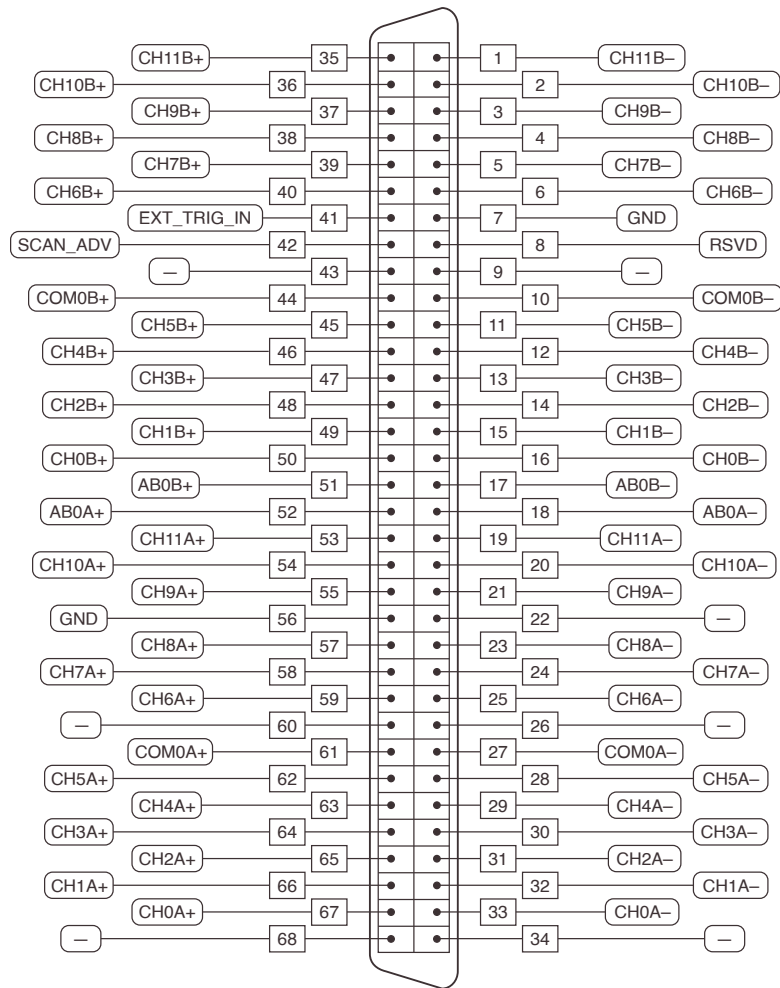 CH11B+ 35 1 CH11B–
CH10B+ 36 2 CH10B–
CH9B+ 37 3 CH9B–
CH8B+ 38 4 CH8B–
CH7B+ 39 5 CH7B–
CH6B+ 40 6 CH6B–
EXT_TRIG_IN 41 7 GND
SCAN_ADV 42 8 RSVD
— 43 9 —
COM0B+ 44 10 COM0B–
CH5B+ 45 11 CH5B–
CH4B+ 46 12 CH4B–
CH3B+ 47 13 CH3B–
CH2B+ 48 14 CH2B–
CH1B+ 49 15 CH1B–
CH0B+ 50 16 CH0B–
AB0B+ 51 17 AB0B–
AB0A+ 52 18 AB0A–
CH11A+ 53 19 CH11A–
CH10A+ 54 20 CH10A–
CH9A+ 55 21 CH9A–
GND 56 22 —
CH8A+ 57 23 CH8A–
CH7A+ 58 24 CH7A–
CH6A+ 59 25 CH6A–
— 60 26 —
COM0A+ 61 27 COM0A–
CH5A+ 62 28 CH5A–
CH4A+ 63 29 CH4A–
CH3A+ 64 30 CH3A–
CH2A+ 65 31 CH2A–
CH1A+ 66 32 CH1A–
CH0A+ 67 33 CH0A–
— 68 34 —